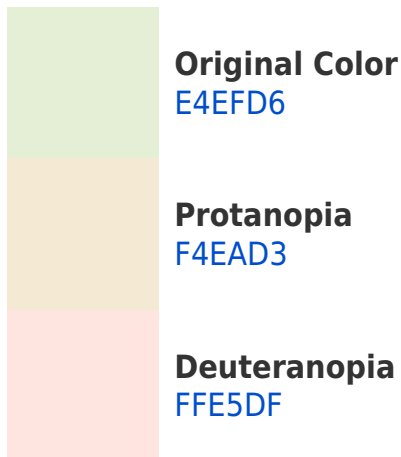 Original Color
E4EFD6
Protanopia
F4EAD3
Deuteranopia
FFE5DF